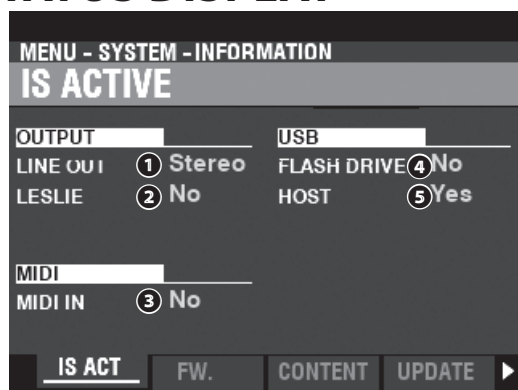 MENU - SYSTEM - INFORMATION
IS ACTIVE
OUTPUT
LINE OUT 1 Stereo
LESLIE 2 No
USB
FLASH DRIVE 4 No
HOST 5 Yes
MIDI
MIDI IN 3 No
IS ACT FW. CONTENT UPDATE